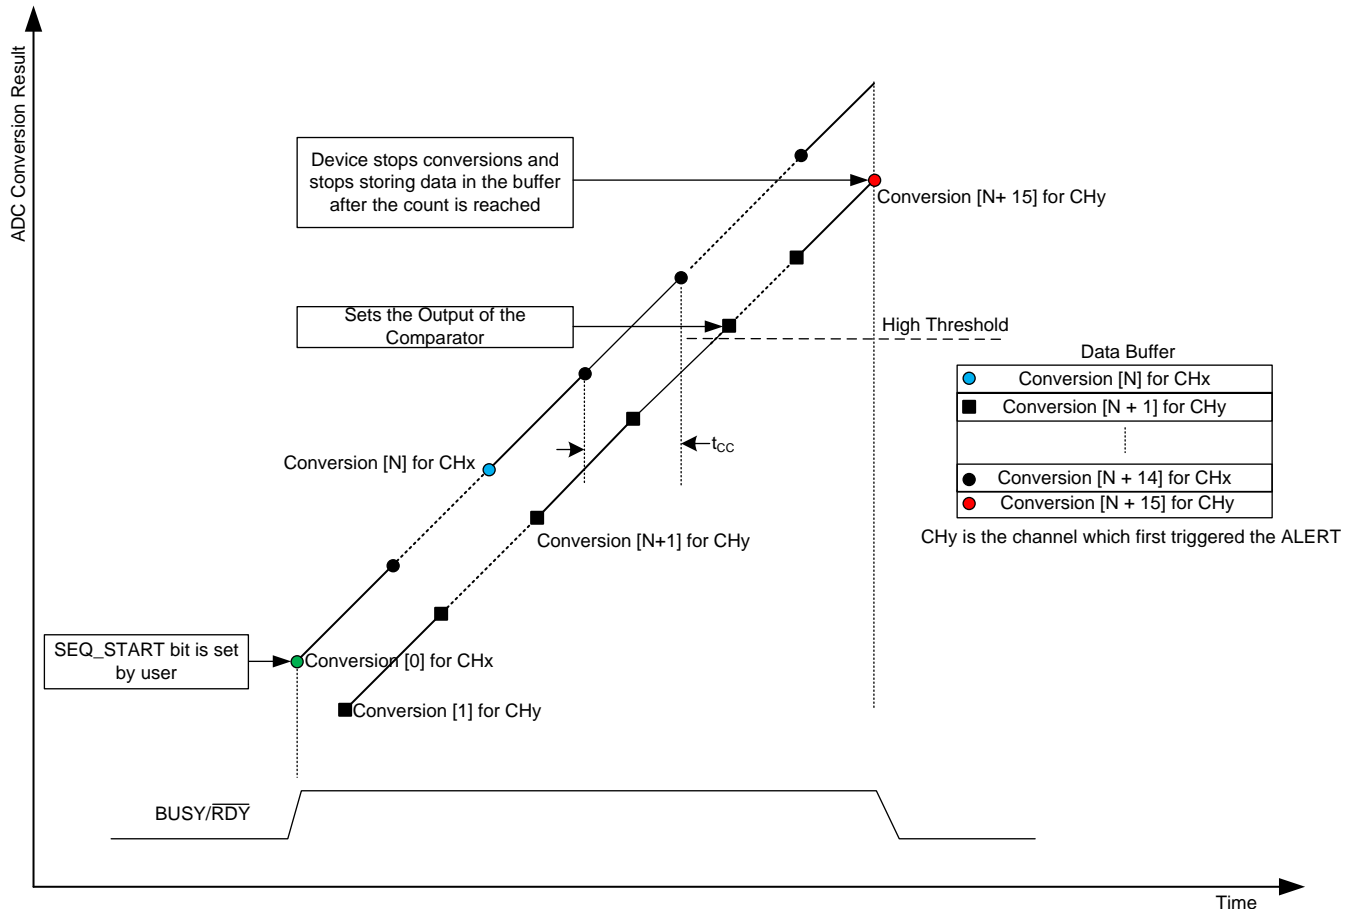 ADC Conversion Result
Device stops conversions and
stops storing data in the buffer
after the count is reached
Conversion [N+ 15] for CHy
Sets the Output of the
Comparator
High Threshold
Data Buffer
Conversion [N] for CHx
Conversion [N + 1] for CHy
Conversion [N + 14] for CHx
Conversion [N + 15] for CHy
CHy is the channel which first triggered the ALERT
tCC
Conversion [N] for CHx
Conversion [N+1] for CHy
SEQ_START bit is set
by user
Conversion [0] for CHx
Conversion [1] for CHy
BUSY/R̅D̅Y̅
Time